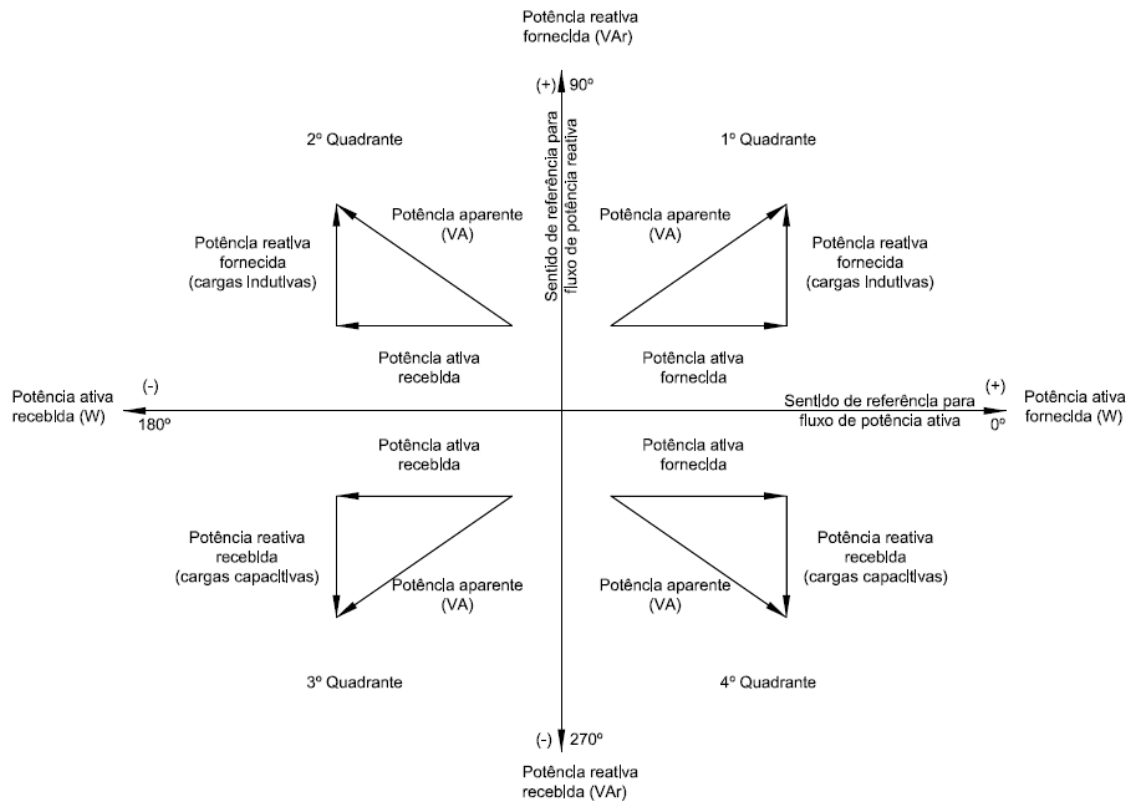 Potência reativa
fornecida (VAr)
(+)
90º
Sentido de referência para
fluxo de potência reativa
2º Quadrante
1º Quadrante
Potência aparente
(VA)
Potência reativa
fornecida
(cargas indutivas)
Potência ativa
recebida
Potência aparente
(VA)
Potência reativa
fornecida
(cargas indutivas)
Potência ativa
fornecida
Potência ativa
recebida (W)
(-)
180º
Sentido de referência para
fluxo de potência ativa
(+)
0º
Potência ativa
fornecida (W)
Potência ativa
recebida
Potência reativa
recebida
(cargas capacitivas)
Potência aparente
(VA)
Potência ativa
fornecida
Potência aparente
(VA)
Potência reativa
recebida
(cargas capacitivas)
3º Quadrante
4º Quadrante
(-)
270º
Potência reativa
recebida (VAr)